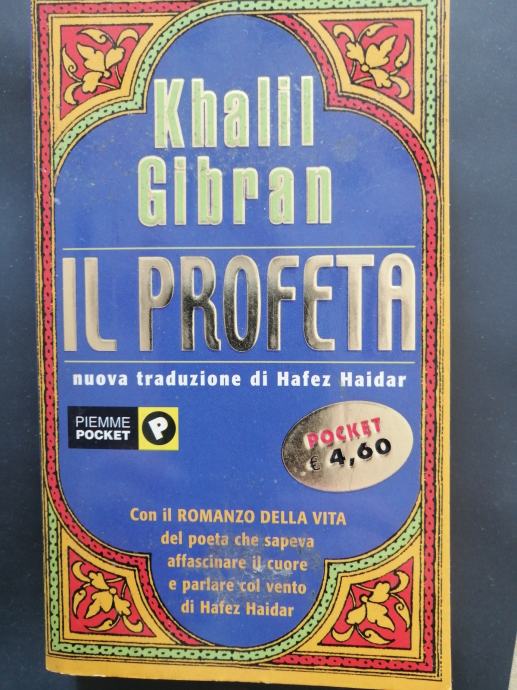 Khalil
Gibran
IL PROFETA
nuova traduzione di Hafez Haidar
PIEMME
POCKET
P
POCKET
€ 4,60
Con il ROMANZO DELLA VITA
del poeta che sapeva
affascinare il cuore
e parlare col vento
di Hafez Haidar